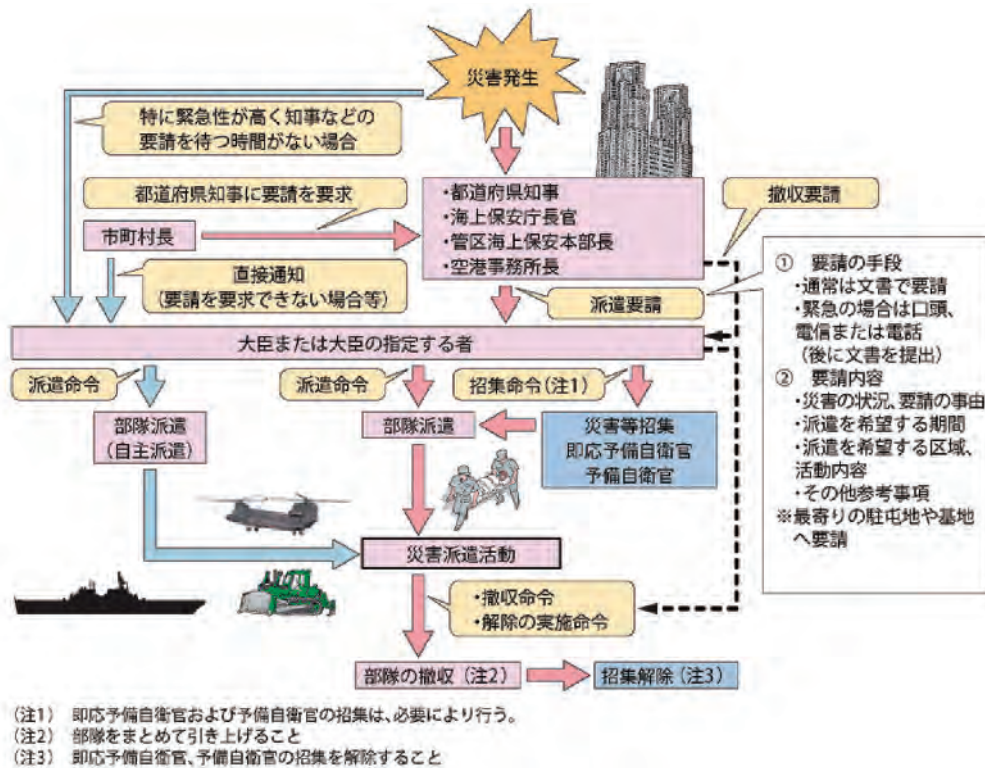 災害発生
特に緊急性が高く知事などの
要請を待つ時間がない場合
都道府県知事に要請を要求
・都道府県知事
・海上保安庁長官
・管区海上保安本部長
・空港事務所長
撤収要請
市町村長
直接通知
(要請を要求できない場合等)
派遣要請
① 要請の手段
・通常は文書で要請
・緊急の場合は口頭、
電信または電話
(後に文書を提出)
② 要請内容
・災害の状況、要請の事由
・派遣を希望する期間
・派遣を希望する区域、
活動内容
・その他参考事項
※最寄りの駐屯地や基地
へ要請
大臣または大臣の指定する者
派遣命令
派遣命令
招集命令(注1)
部隊派遣
(自主派遣)
部隊派遣
災害等招集
即応予備自衛官
予備自衛官
災害派遣活動
・撤収命令
・解除の実施命令
部隊の撤収(注2)
招集解除(注3)
(注1) 即応予備自衛官および予備自衛官の招集は、必要により行う。
(注2) 部隊をまとめて引き上げること
(注3) 即応予備自衛官、予備自衛官の招集を解除すること